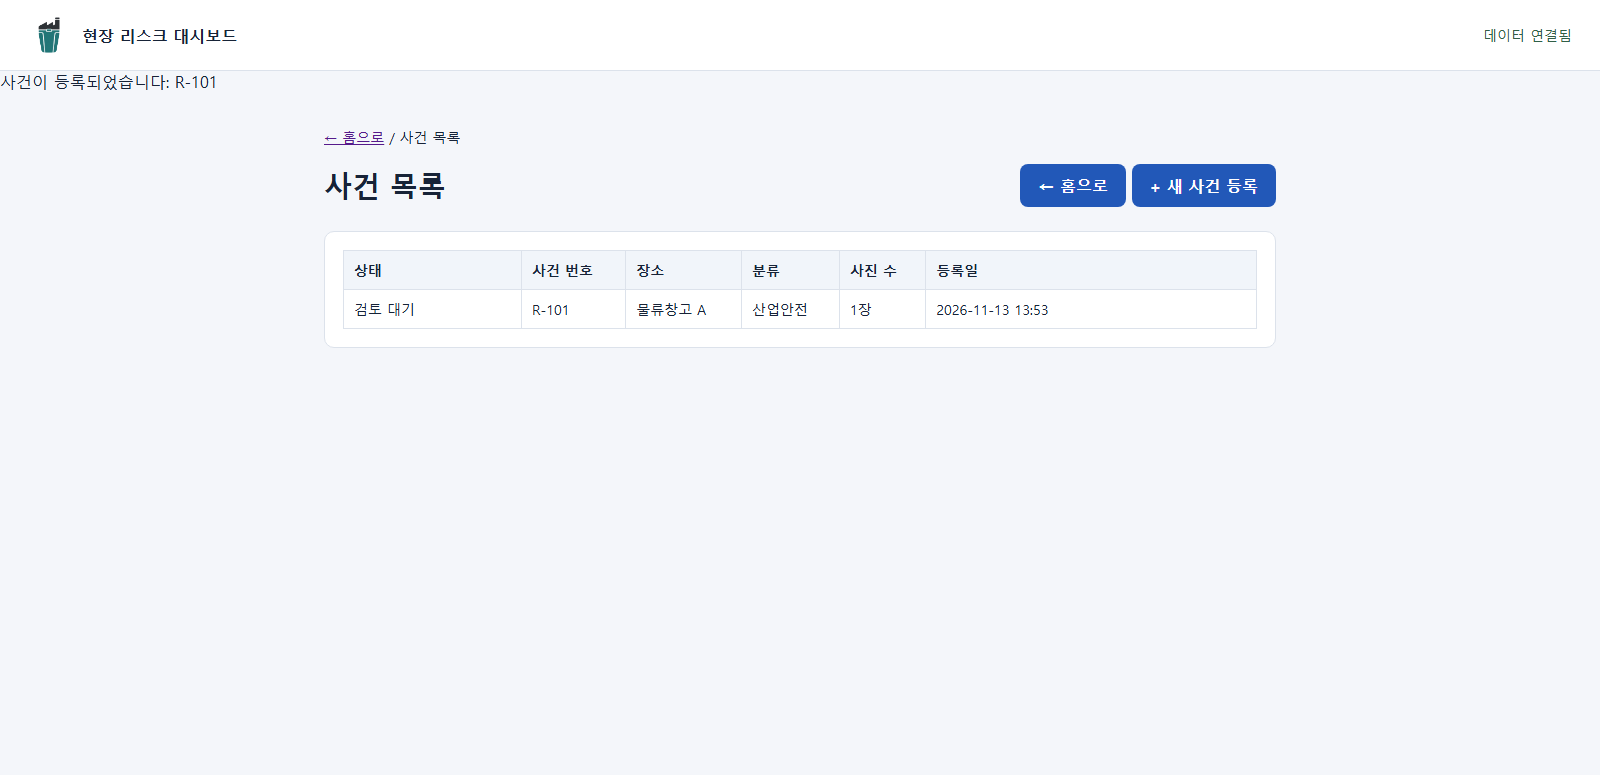 현장 리스크 대시보드
데이터 연결됨
사건이 등록되었습니다: R-101
← 홈으로 / 사건 목록
사건 목록
← 홈으로
+ 새 사건 등록
상태 사건 번호 장소 분류 사진 수 등록일
검토 대기 R-101 물류창고 A 산업안전 1장 2026-11-13 13:53